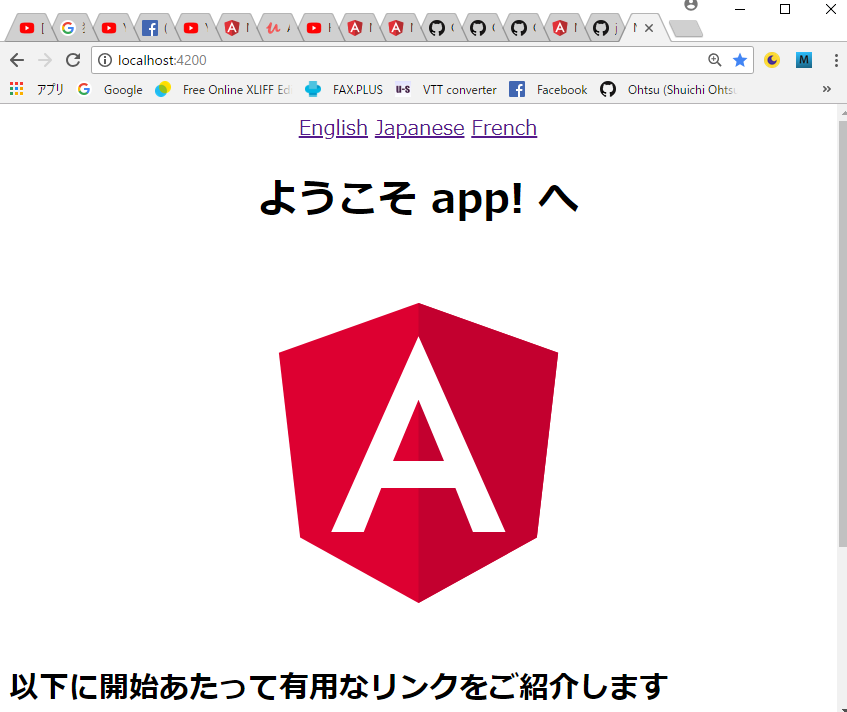 localhost:4200
アプリ Google Free Online XLIFF Ed FAX.PLUS U-S VTT converter Facebook Ohtsu (Shuichi Ohtsu
English Japanese French
ようこそ app! へ
A
以下に開始あたって有用なリンクをご紹介します